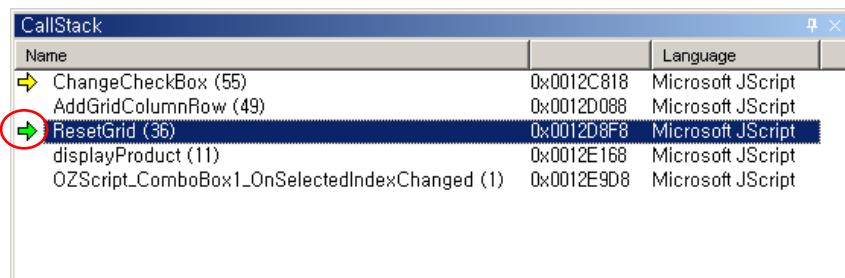 CallStack
Name Language
ChangeCheckBox (55) 0x0012C818 Microsoft JScript
AddGridColumnRow (49) 0x0012D088 Microsoft JScript
ResetGrid (36) 0x0012D8F8 Microsoft JScript
displayProduct (11) 0x0012E168 Microsoft JScript
OZScript_ComboBox1_OnSelectedIndexChanged (1) 0x0012E9D8 Microsoft JScript